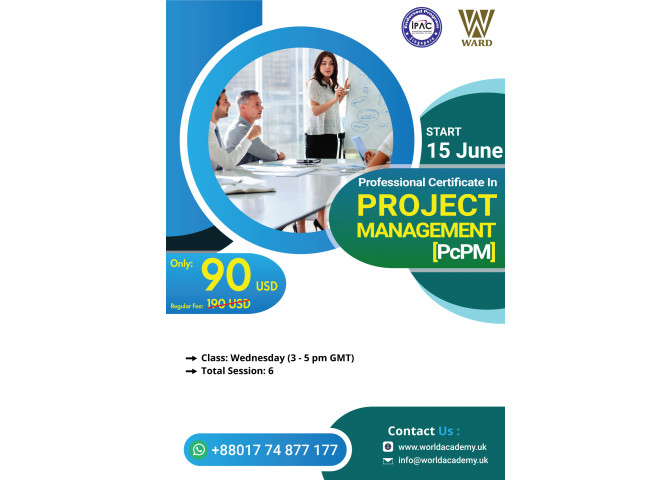 IPAC
Singapore
WARD
START
15 June
Professional Certificate In
PROJECT
MANAGEMENT
[PcPM]
Only:
90 USD
Regular Fee: 190 USD
Class: Wednesday (3 - 5 pm GMT)
Total Session: 6
Contact Us :
+88017 74 877 177
www.worldacademy.uk
info@worldacademy.uk